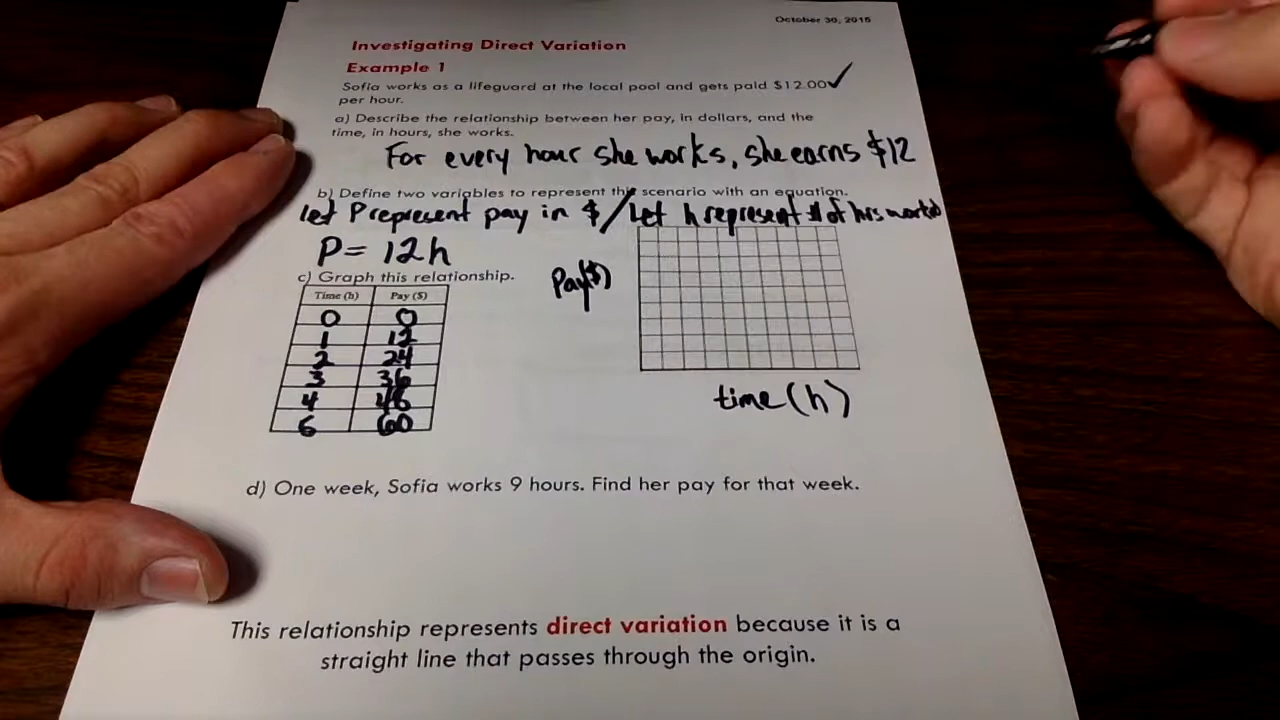 October 30, 2015
Investigating Direct Variation
Example 1
Sofia works as a lifeguard at the local pool and gets paid $12.00
per hour.
a) Describe the relationship between her pay, in dollars, and the
time, in hours, she works.
For every hour she works, she earns $12
b) Define two variables to represent this scenario with an equation.
let P represent pay in $ / Let h represent # of hrs worked
P = 12h
c) Graph this relationship.
Time (h) Pay ($)
0 0
1 12
2 24
3 36
4 48
60
Pay($)
time (h)
d) One week, Sofia works 9 hours. Find her pay for that week.
This relationship represents direct variation because it is a
straight line that passes through the origin.